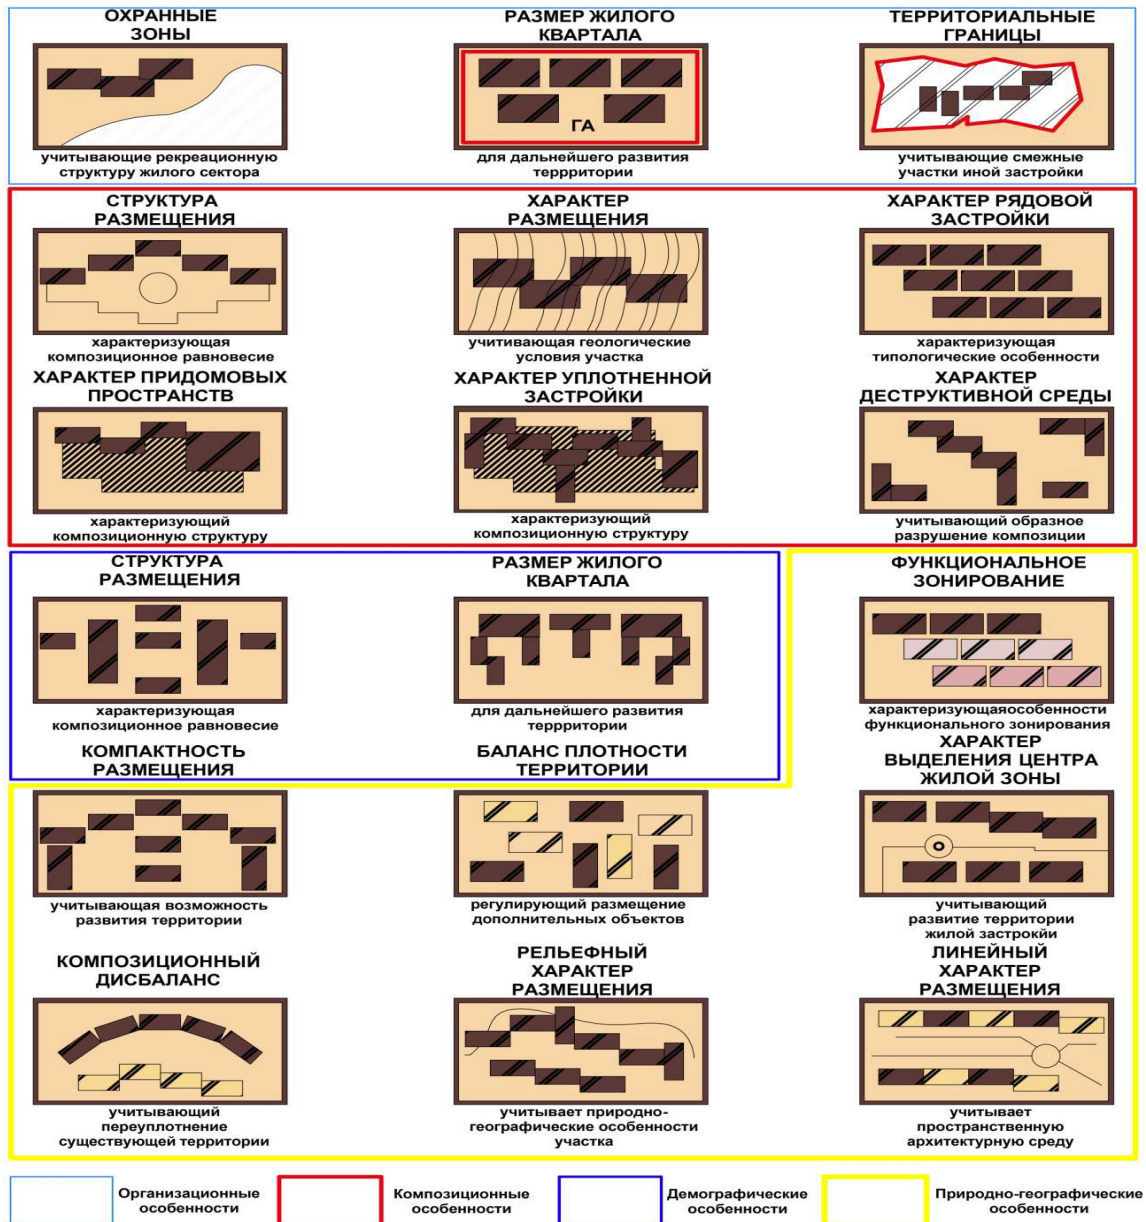 ОХРАННЫЕ
ЗОНЫ
учитывающие рекреационную
структуру жилого сектора
РАЗМЕР ЖИЛОГО
КВАРТАЛА
ГА
для дальнейшего развития
террритории
ТЕРРИТОРИАЛЬНЫЕ
ГРАНИЦЫ
учитывающие смежные
участки иной застройки
СТРУКТУРА
РАЗМЕЩЕНИЯ
характеризующая
композиционное равновесие
ХАРАКТЕР
РАЗМЕЩЕНИЯ
учитивающая геологические
условия участка
ХАРАКТЕР РЯДОВОЙ
ЗАСТРОЙКИ
характеризующая
типологические особенности
ХАРАКТЕР ПРИДОМОВЫХ
ПРОСТРАНСТВ
характеризующий
композиционную структуру
ХАРАКТЕР УПЛОТНЕННОЙ
ЗАСТРОЙКИ
характеризующий
композиционную структуру
ХАРАКТЕР
ДЕСТРУКТИВНОЙ СРЕДЫ
учитывающий образное
разрушение композиции
СТРУКТУРА
РАЗМЕЩЕНИЯ
характеризующая
композиционное равновесие
РАЗМЕР ЖИЛОГО
КВАРТАЛА
для дальнейшего развития
террритории
ФУНКЦИОНАЛЬНОЕ
ЗОНИРОВАНИЕ
характеризующаяособенности
функционального зонирования
КОМПАКТНОСТЬ
РАЗМЕЩЕНИЯ
учитывающая возможность
развития территории
БАЛАНС ПЛОТНОСТИ
ТЕРРИТОРИИ
регулирующий размещение
дополнительных объектов
ХАРАКТЕР
ВЫДЕЛЕНИЯ ЦЕНТРА
ЖИЛОЙ ЗОНЫ
учитывающий
развитие территории
жилой застрокйи
КОМПОЗИЦИОННЫЙ
ДИСБАЛАНС
учитывающий
переуплотнение
существующей территории
РЕЛЬЕФНЫЙ
ХАРАКТЕР
РАЗМЕЩЕНИЯ
учитывает природно-
географические особенности
участка
ЛИНЕЙНЫЙ
ХАРАКТЕР
РАЗМЕЩЕНИЯ
учитывает
пространственную
архитектурную среду
Организационные
особенности
Композиционные
особенности
Демографические
особенности
Природно-географические
особенности